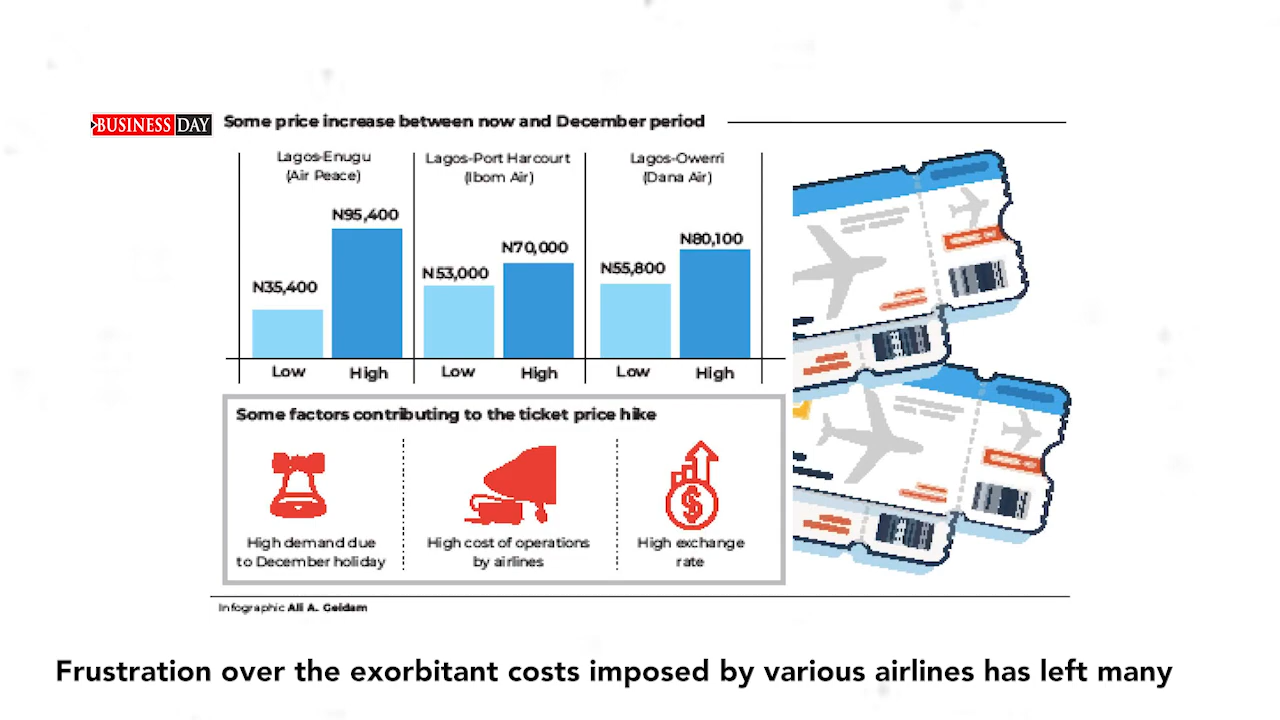 BUSINESS DAY
Some price increase between now and December period
Lagos-Enugu
(Air Peace)
N35,400
N95,400
Low
High
Lagos-Port Harcourt
(Ibom Air)
N53,000
N70,000
Low
High
Lagos-Owerri
(Dana Air)
N55,800
N80,100
Low
High
Some factors contributing to the ticket price hike
High demand due
to December holiday
High cost of operations
by airlines
High exchange
rate
Infographic Ali A. Geidam
Frustration over the exorbitant costs imposed by various airlines has left many